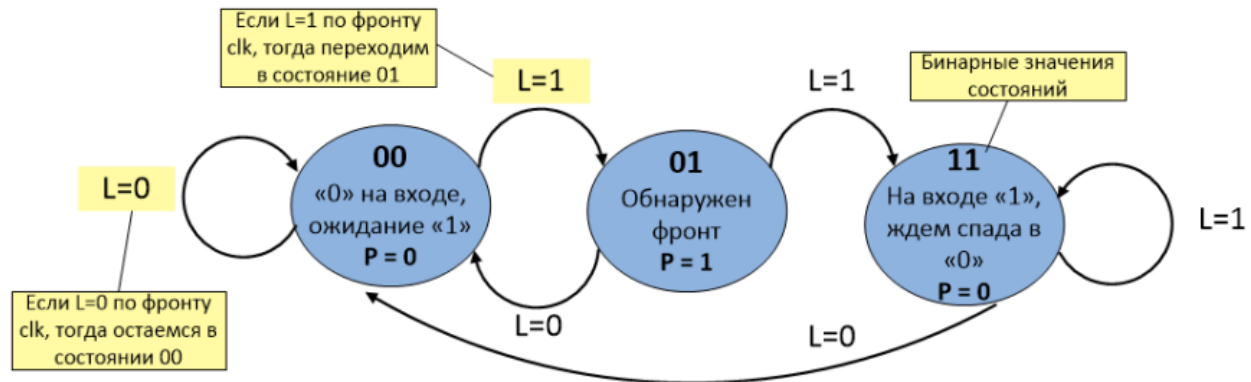 Если L=1 по фронту
clk, тогда переходим
в состояние 01
L=1
L=1
Бинарные значения
состояний
L=0
00
«0» на входе,
ожидание «1»
P = 0
01
Обнаружен
фронт
P = 1
11
На входе «1»,
ждем спада в
«0»
P = 0
L=1
Если L=0 по фронту
clk, тогда остаемся в
состоянии 00
L=0
L=0